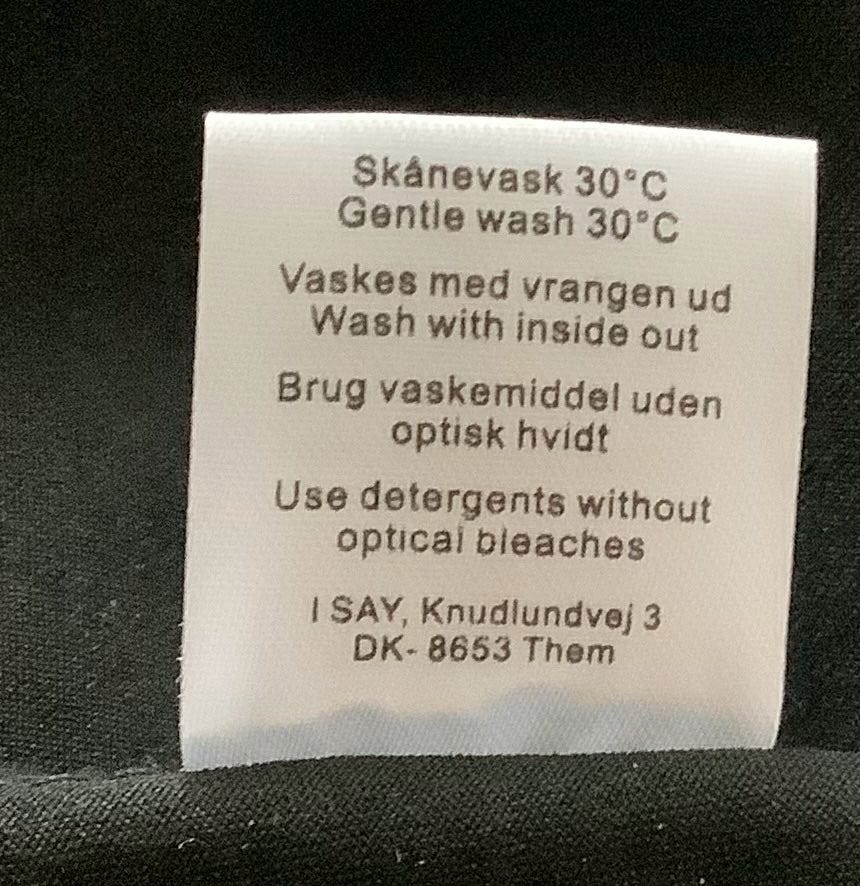 Skånevask 30°C
Gentle wash 30°C
Vaskes med vrangen ud
Wash with inside out
Brug vaskemiddel uden
optisk hvidt
Use detergents without
optical bleaches
I SAY, Knudlundvej 3
DK- 8653 Them